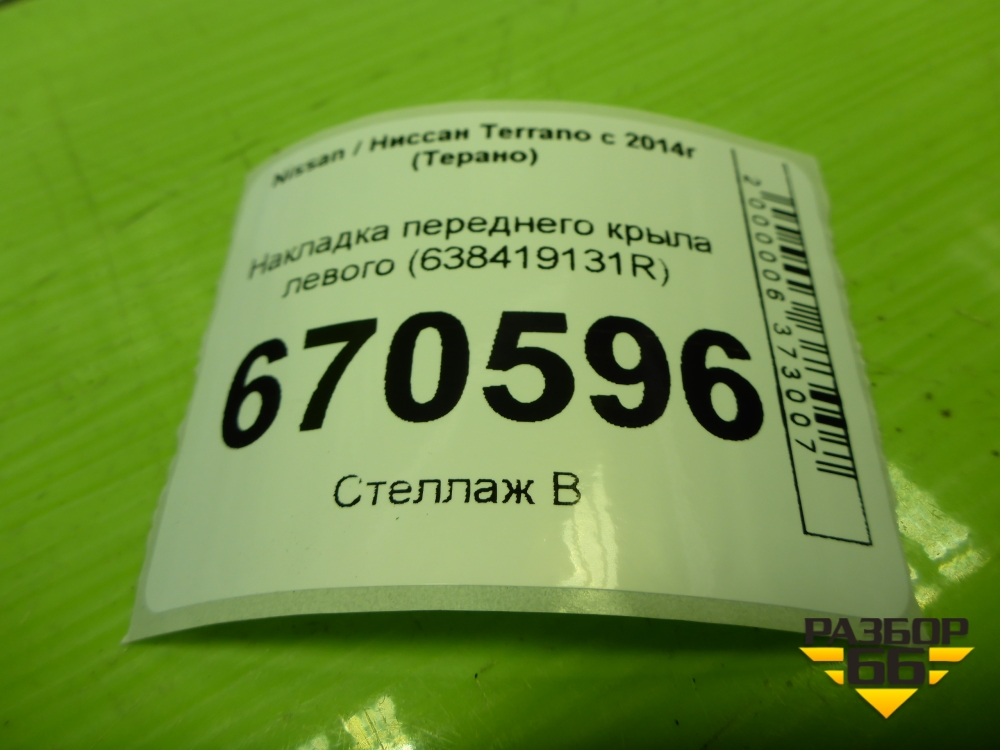 Nissan / Ниссан Terrano с 2014г
(Терано)
Накладка переднего крыла
левого (638419131R)
670596
Стеллаж В
2000006373007
РАЗБОР
66